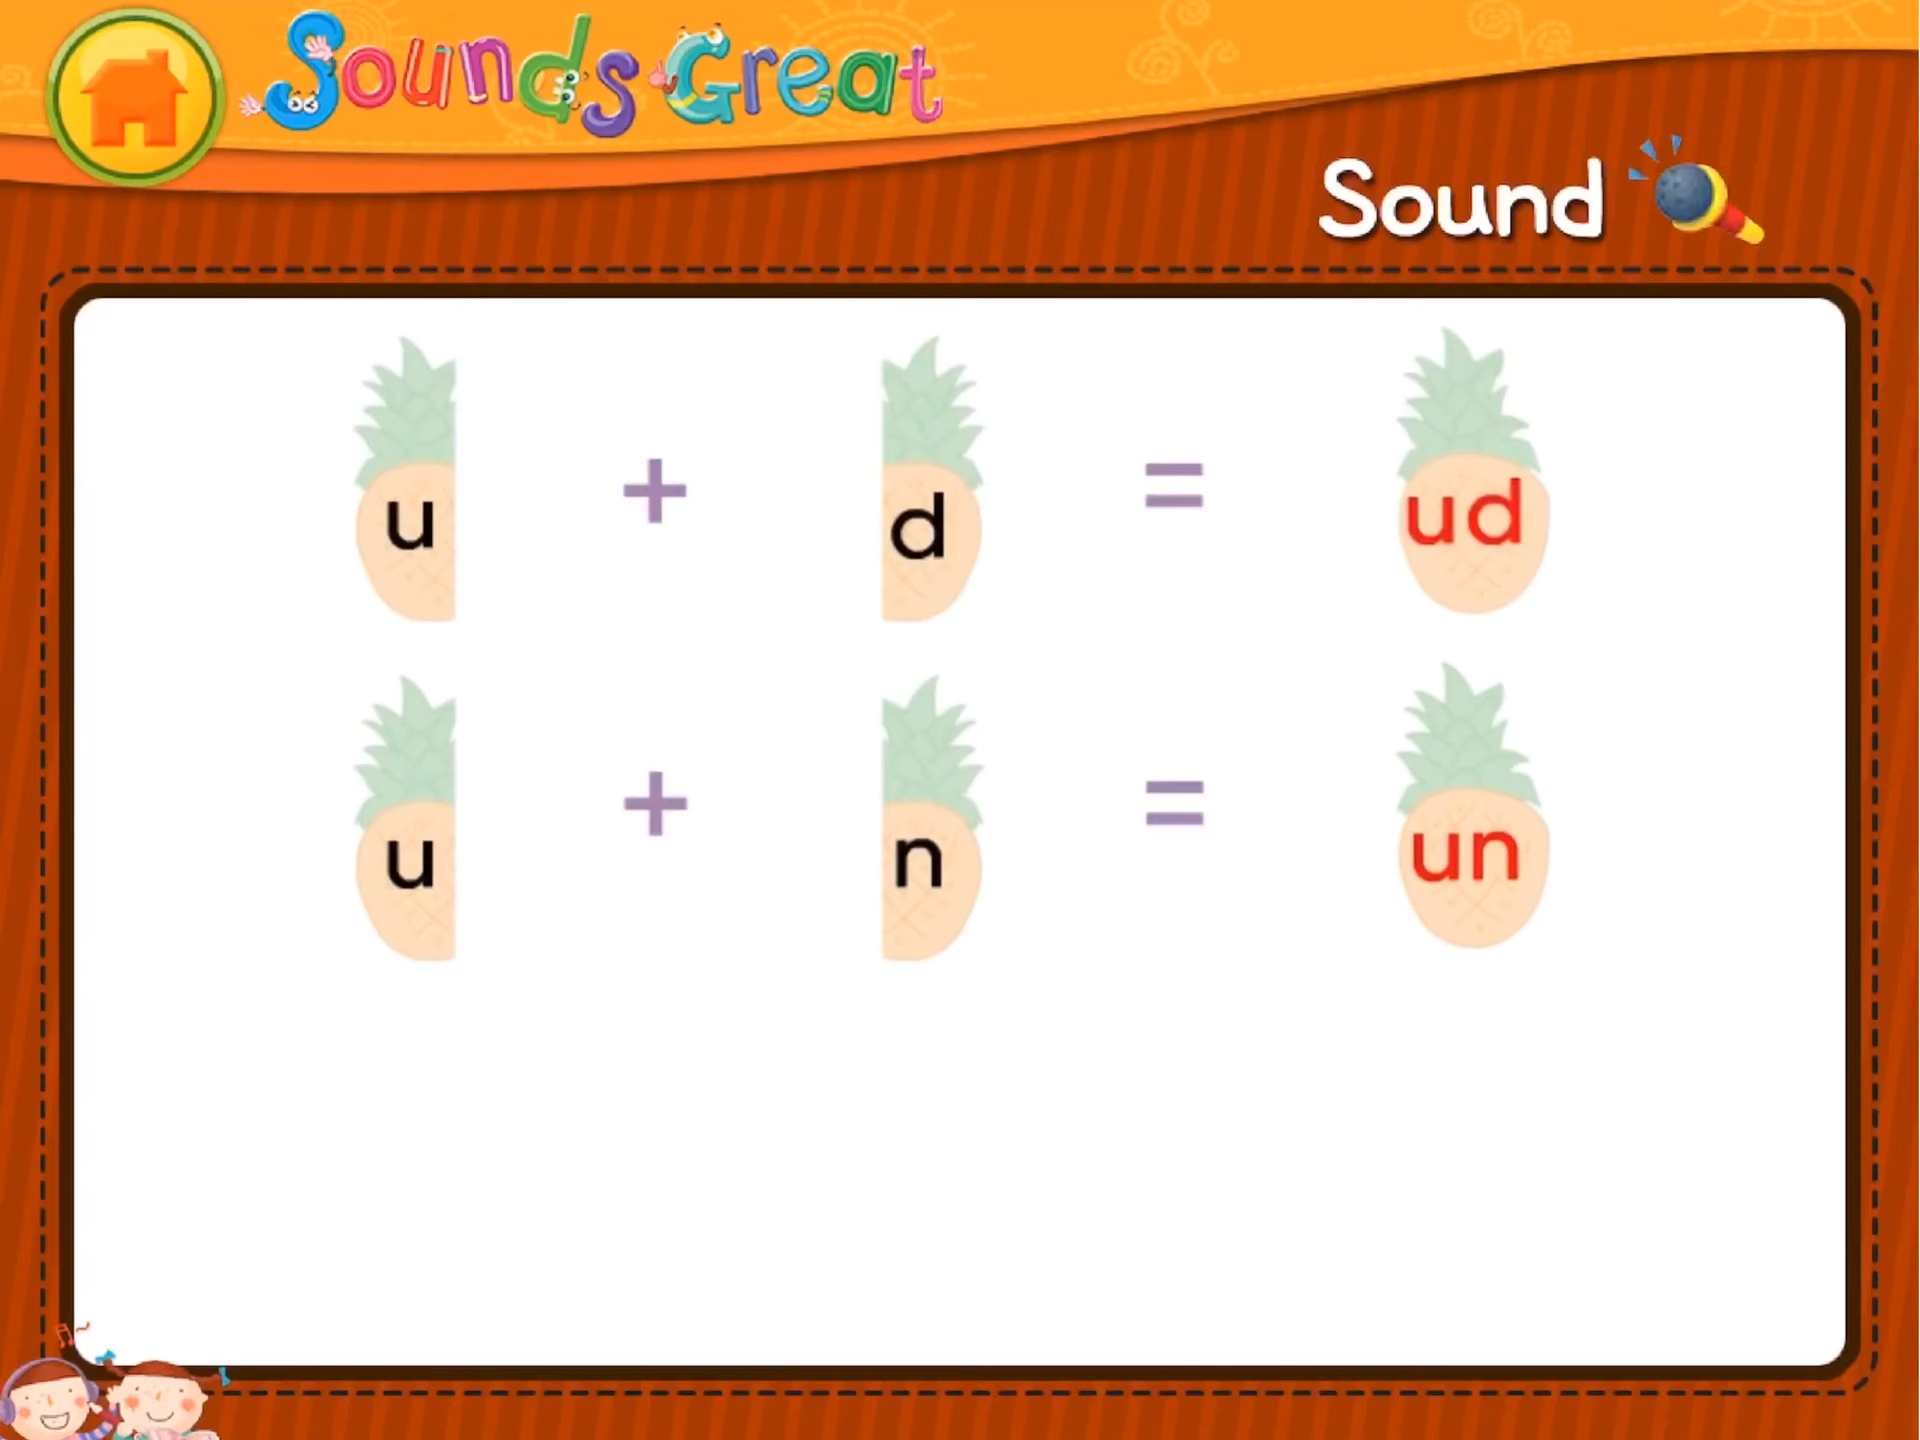 Sounds Great
Sound
u + d = ud
u + n = un